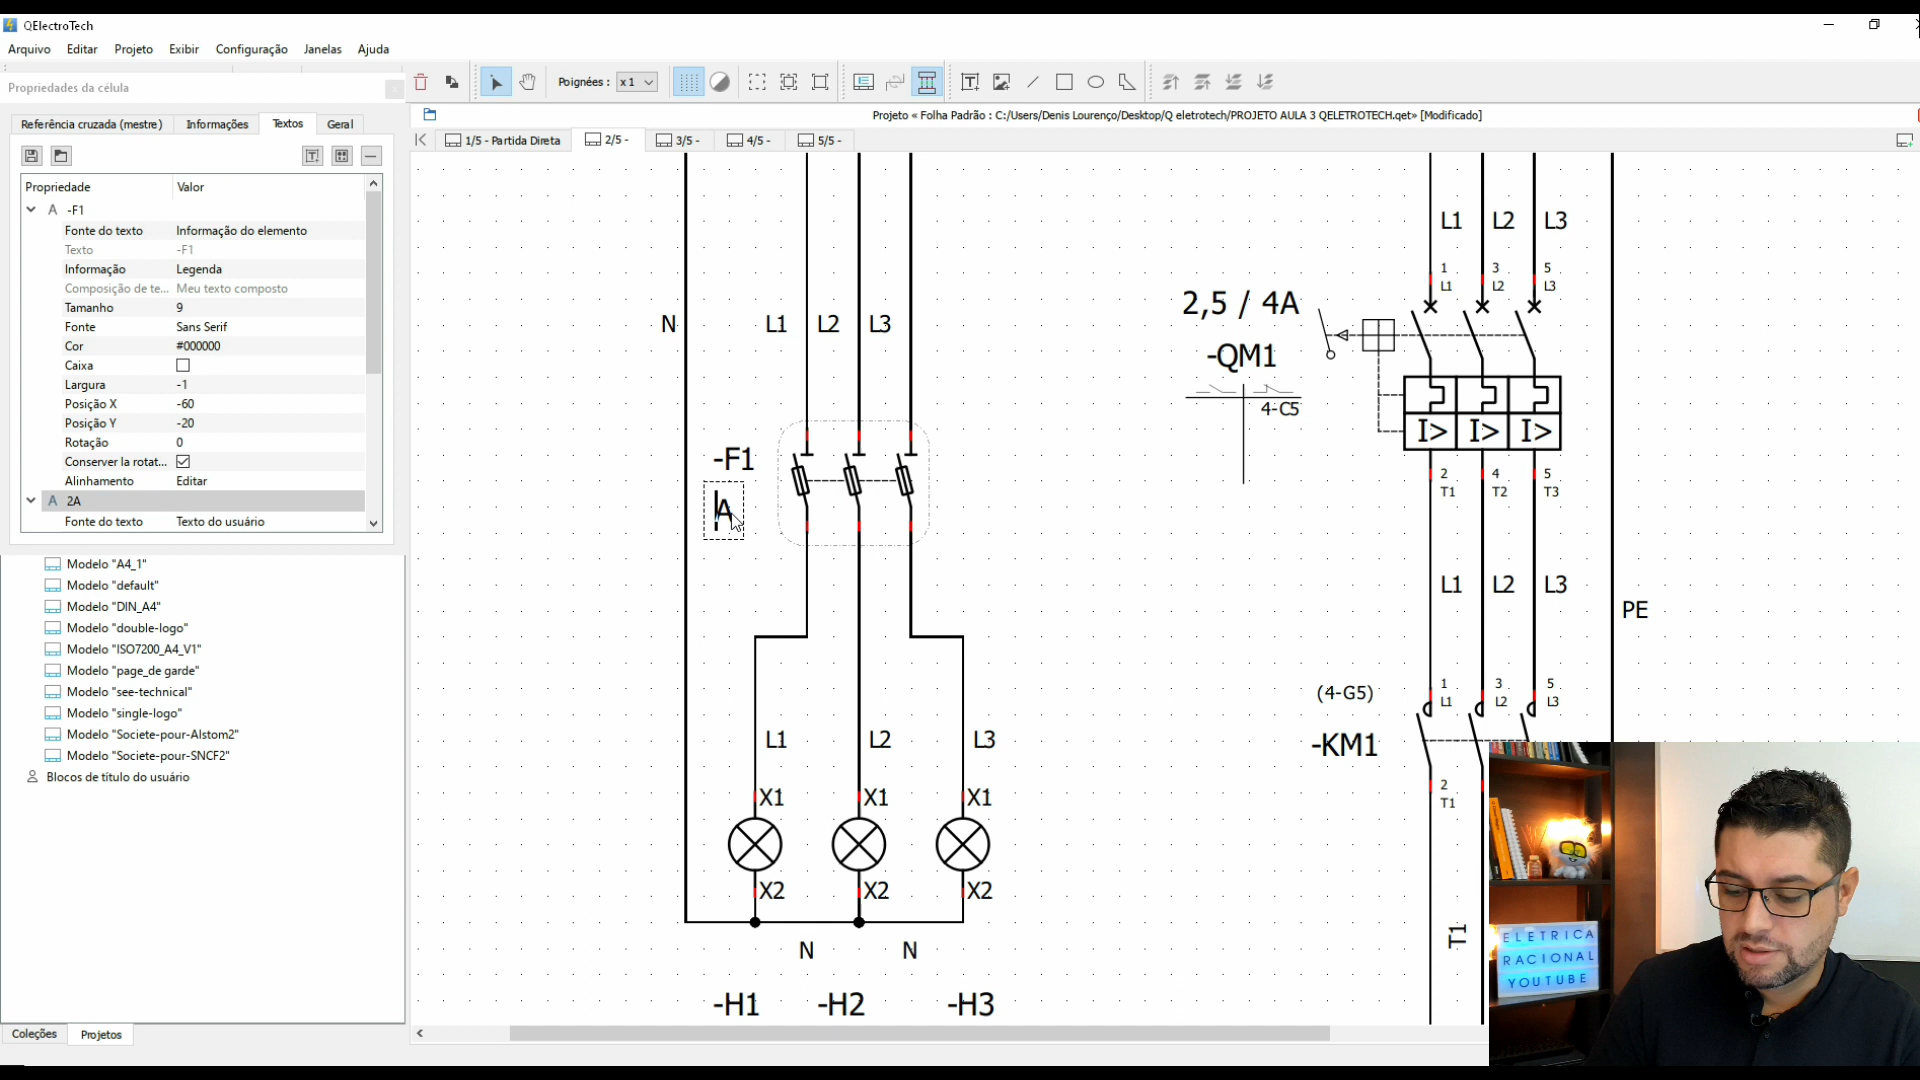 QElectroTech
Arquivo Editar Projeto Exibir Configuração Janelas Ajuda
Propriedades da célula
Poignées : x 1
Projeto « Folha Padrão : C:/Users/Denis Lourenço/Desktop/Q eletrotech/PROJETO AULA 3 QELETROTECH.qet» [Modificado]
Referência cruzada (mestre) Informações Textos Geral
1/5 - Partida Direta 2/5 - 3/5 - 4/5 - 5/5 -
Propriedade Valor
A -F1
Fonte do texto Informação do elemento
Texto -F1
Informação Legenda
Composição de te... Meu texto composto
Tamanho 9
Fonte Sans Serif
Cor #000000
Caixa
Largura -1
Posição X -60
Posição Y -20
Rotação 0
Conserver la rotat...
Alinhamento Editar
A 2A
Fonte do texto Texto do usuário
Modelo "A4_1"
Modelo "default"
Modelo "DIN_A4"
Modelo "double-logo"
Modelo "ISO7200_A4_V1"
Modelo "page_de garde"
Modelo "see-technical"
Modelo "single-logo"
Modelo "Societe-pour-Alstom2"
Modelo "Societe-pour-SNCF2"
Blocos de título do usuário
Coleções Projetos
N L1 L2 L3
-F1
A
L1 L2 L3
X1 X1 X1
X2 X2 X2
N N
-H1 -H2 -H3
L1 L2 L3
1 3 5
L1 L2 L3
2,5 / 4A
-QM1
4-C5
I> I> I>
2 4 5
T1 T2 T3
L1 L2 L3
PE
(4-G5)
1 3 5
L1 L2 L3
-KM1
2
T1
T1
ELETRICA
RACIONAL
YOUTUBE